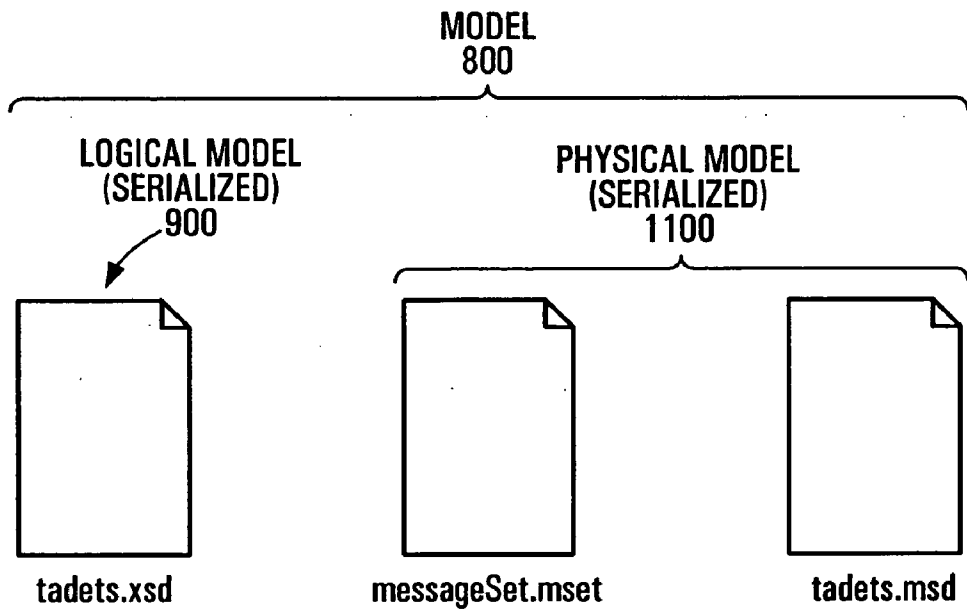 MODEL
800
LOGICAL MODEL
(SERIALIZED)
900
PHYSICAL MODEL
(SERIALIZED)
1100
tadets.xsd
messageSet.mset
tadets.msd